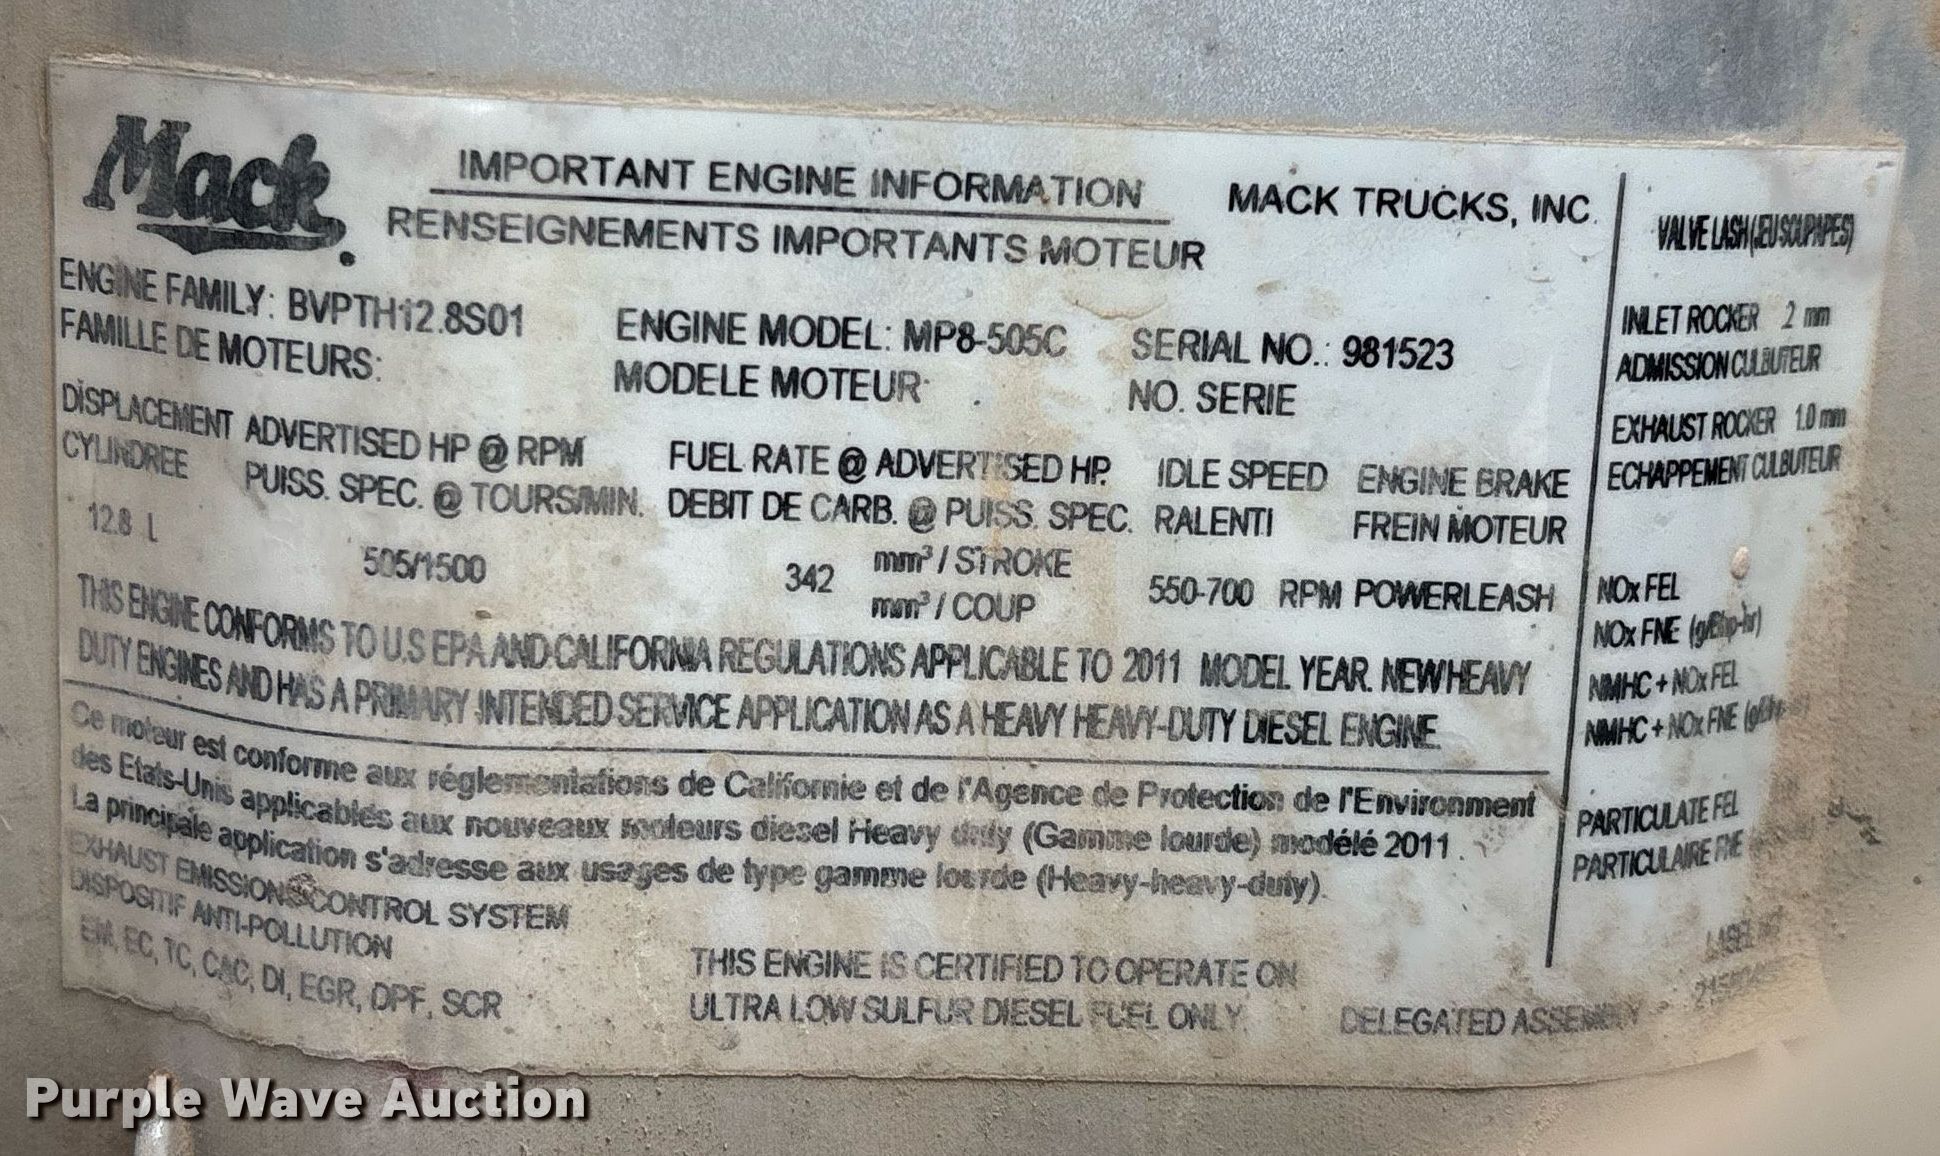 Mack
IMPORTANT ENGINE INFORMATION
MACK TRUCKS, INC.
RENSEIGNEMENTS IMPORTANTS MOTEUR
ENGINE FAMILY: BVPTH12.8S01
FAMILLE DE MOTEURS:
ENGINE MODEL: MP8-505C
MODELE MOTEUR:
SERIAL NO.: 981523
NO. SERIE
DISPLACEMENT
CYLINDREE
12.8 L
ADVERTISED HP @ RPM
PUISS. SPEC. @ TOURS/MIN.
505/1500
FUEL RATE @ ADVERTISED HP.
DEBIT DE CARB. @ PUISS. SPEC.
342 mm³ / STROKE
mm³ / COUP
IDLE SPEED
RALENTI
550-700 RPM
ENGINE BRAKE
FREIN MOTEUR
POWERLEASH
THIS ENGINE CONFORMS TO U.S EPA AND CALIFORNIA REGULATIONS APPLICABLE TO 2011 MODEL YEAR. NEW HEAVY
DUTY ENGINES AND HAS A PRIMARY INTENDED SERVICE APPLICATION AS A HEAVY HEAVY-DUTY DIESEL ENGINE.
Ce moteur est conforme aux réglementations de Californie et de l'Agence de Protection de l'Environment
des Etats-Unis applicables aux nouveaux moteurs diesel Heavy duty (Gamme lourde) modélé 2011.
La principale application s'adresse aux usages de type gamme lourde (Heavy-heavy-duty).
EXHAUST EMISSIONS CONTROL SYSTEM
DISPOSITIF ANTI-POLLUTION
EM, EC, TC, CAC, DI, EGR, DPF, SCR
THIS ENGINE IS CERTIFIED TO OPERATE ON
ULTRA LOW SULFUR DIESEL FUEL ONLY
DELEGATED ASSEMBLY
VALVE LASH (JEU SOUPAPES)
INLET ROCKER 2 mm
ADMISSION CULBUTEUR
EXHAUST ROCKER 1.0 mm
ECHAPPEMENT CULBUTEUR
NOx FEL
NOx FNE (g/Bhp-hr)
NMHC + NOx FEL
NMHC + NOx FNE
PARTICULATE FEL
PARTICULAIRE FNE
LABEL
Purple Wave Auction